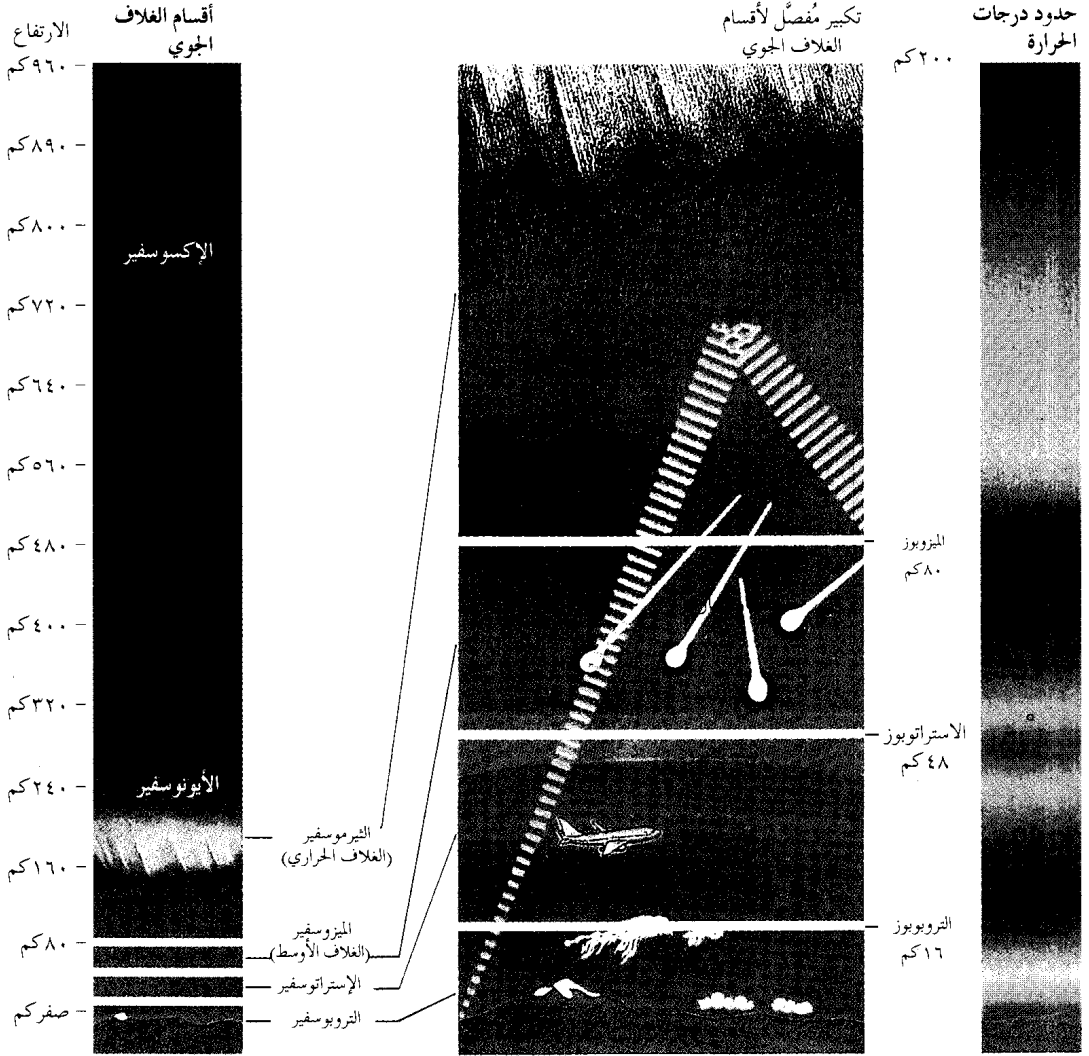 حدود درجات
الحرارة
تكبير مُفصَّل لأقسام
الغلاف الجوي
أقسام الغلاف
الجوي
الارتفاع
٢٠٠ كم
الميزوبوز
٨٠ كم
الاستراتوبوز
٤٨ كم
التروبوبوز
١٦ كم
الإكسوسفير
الأيونوسفير
الثيرموسفير
(الغلاف الحراري)
الميزوسفير
(الغلاف الأوسط)
الإستراتوسفير
التروبوسفير
٩٦٠ كم
٨٩٠ كم
٨٠٠ كم
٧٢٠ كم
٦٤٠ كم
٥٦٠ كم
٤٨٠ كم
٤٠٠ كم
٣٢٠ كم
٢٤٠ كم
١٦٠ كم
٨٠ كم
صفر كم